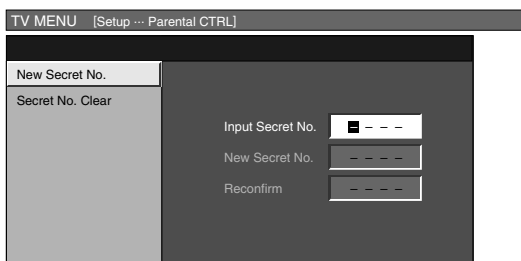 TV MENU [Setup ··· Parental CTRL]
New Secret No.
Secret No. Clear
Input Secret No. – – – –
New Secret No. – – – –
Reconfirm – – – –